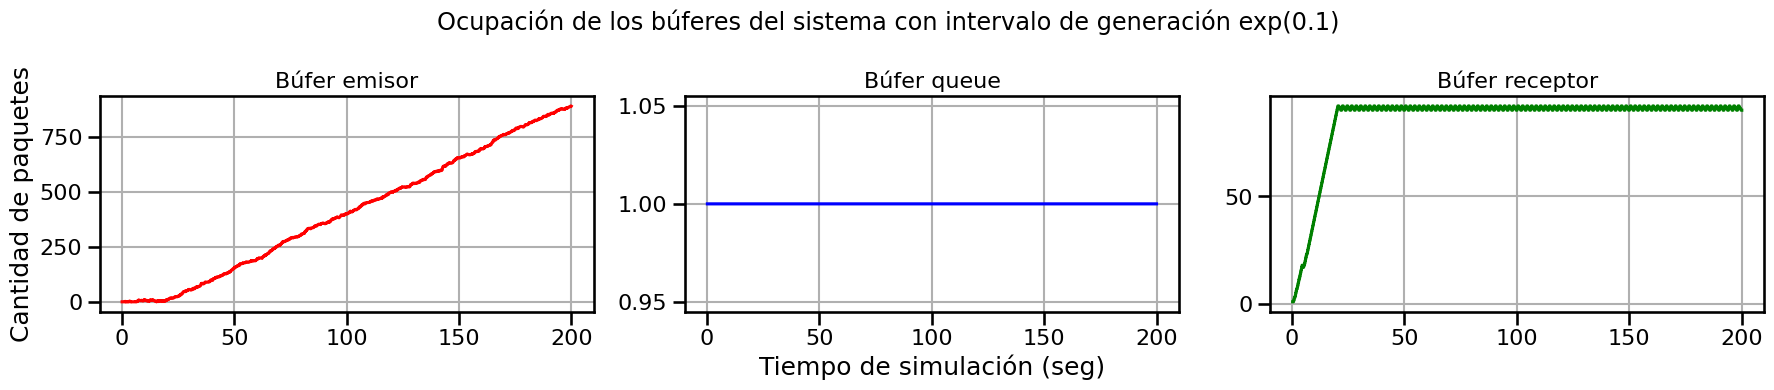 Ocupación de los búferes del sistema con intervalo de generación exp(0.1)
Búfer emisor
Búfer queue
Búfer receptor
Cantidad de paquetes
750
500
250
0
0 50 100 150 200
1.05
1.00
0.95
0 50 100 150 200
50
0
0 50 100 150 200
Tiempo de simulación (seg)